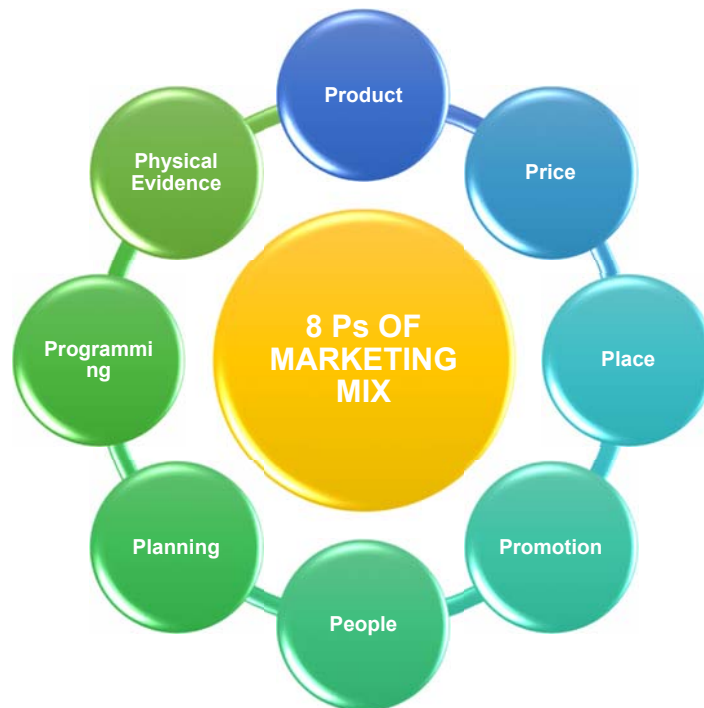 Product
Price
Place
Promotion
People
Planning
Programmi
ng
Physical
Evidence
8 Ps OF
MARKETING
MIX